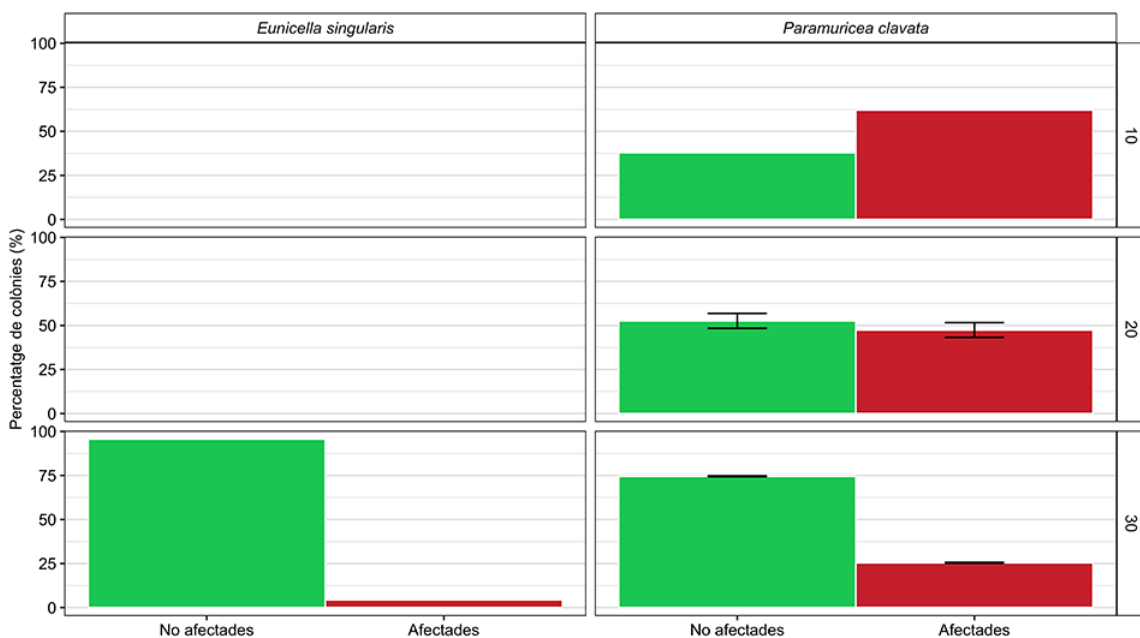 Eunicella singularis
Paramuricea clavata
Percentatge de colònies (%)
100
75
50
25
0
10
100
75
50
25
0
20
100
75
50
25
0
30
No afectades
Afectades
No afectades
Afectades